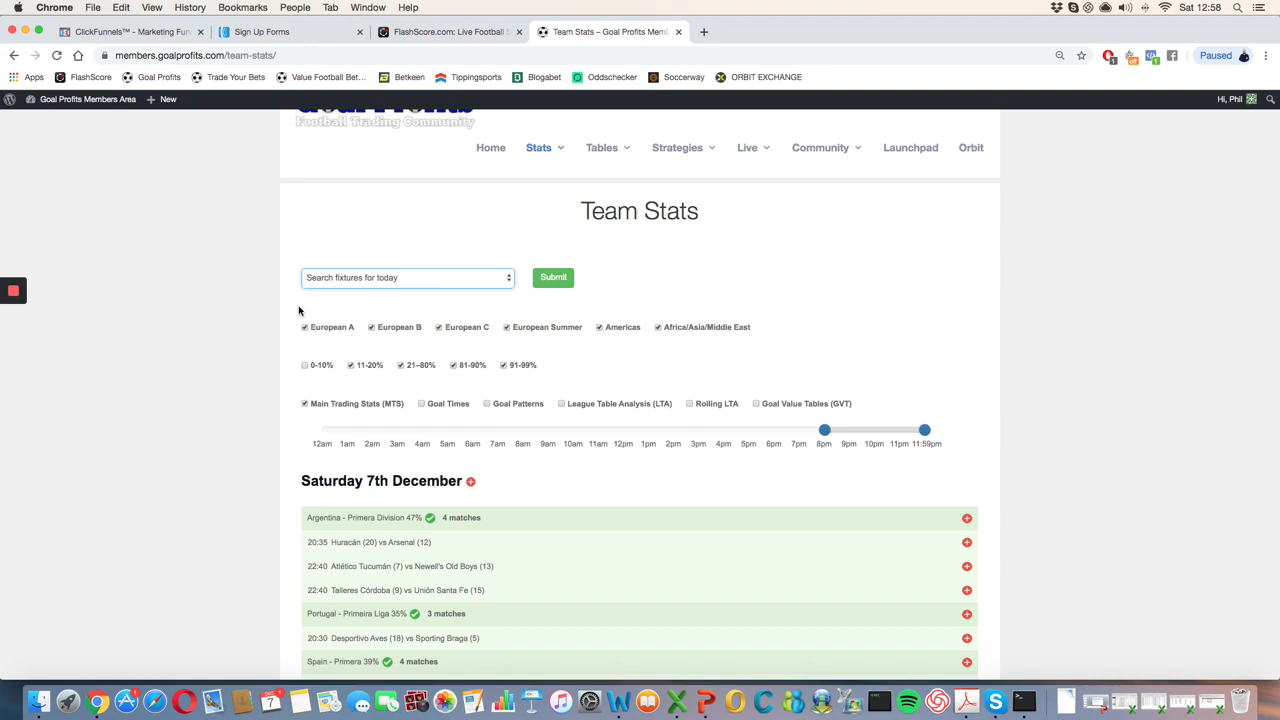 Chrome File Edit View History Bookmarks People Tab Window Help Sat 12:58
ClickFunnels™ - Marketing Fun Sign Up Forms FlashScore.com: Live Football S Team Stats – Goal Profits Mem
members.goalprofits.com/team-stats/ Paused
Apps FlashScore Goal Profits Trade Your Bets Value Football Bet... Betkeen Tippingsports Blogabet Oddschecker Soccerway ORBIT EXCHANGE
Goal Profits Members Area New Hi, Phil
Football Trading Community
Home Stats Tables Strategies Live Community Launchpad Orbit
Team Stats
Search fixtures for today Submit
European A European B European C European Summer Americas Africa/Asia/Middle East
0-10% 11-20% 21–80% 81-90% 91-99%
Main Trading Stats (MTS) Goal Times Goal Patterns League Table Analysis (LTA) Rolling LTA Goal Value Tables (GVT)
12am 1am 2am 3am 4am 5am 6am 7am 8am 9am 10am 11am 12pm 1pm 2pm 3pm 4pm 5pm 6pm 7pm 8pm 9pm 10pm 11pm 11:59pm
Saturday 7th December
Argentina - Primera Division 47% 4 matches
20:35 Huracán (20) vs Arsenal (12)
22:40 Atlético Tucumán (7) vs Newell's Old Boys (13)
22:40 Talleres Córdoba (9) vs Unión Santa Fe (15)
Portugal - Primeira Liga 35% 3 matches
20:30 Desportivo Aves (18) vs Sporting Braga (5)
Spain - Primera 39% 4 matches